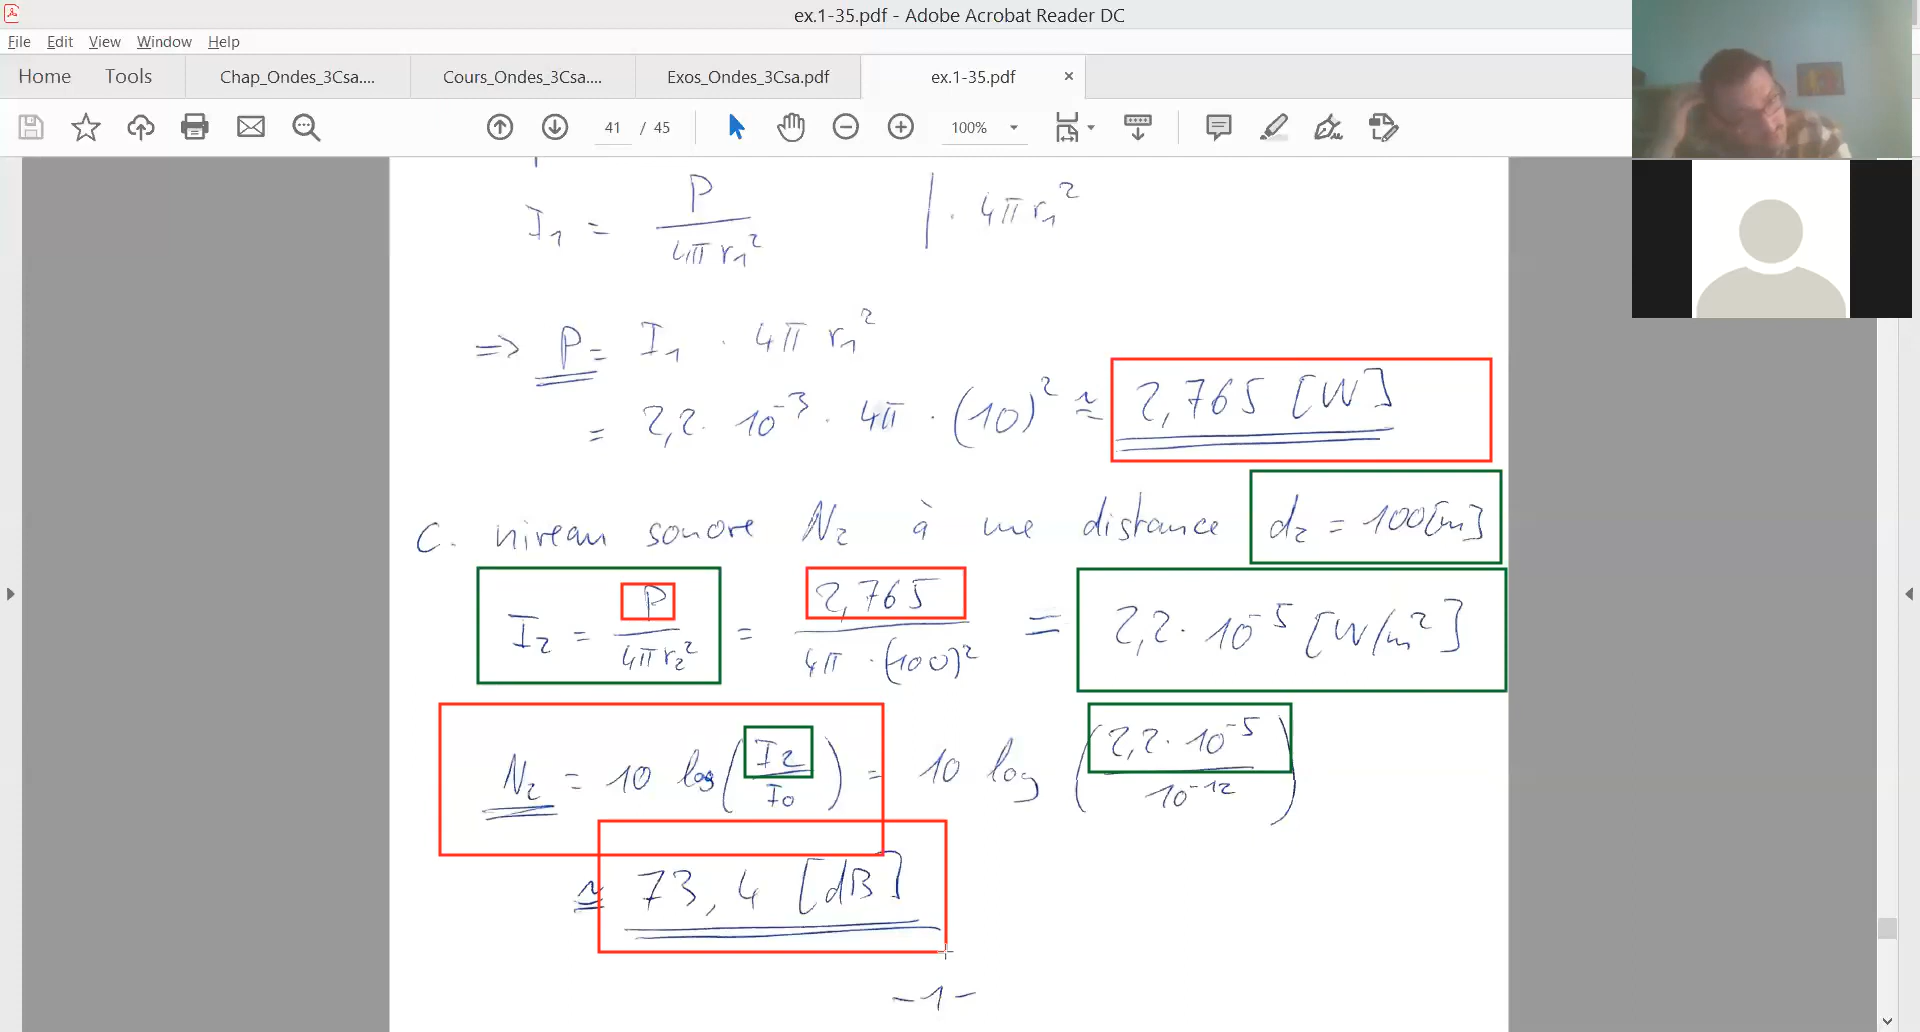 ex.1-35.pdf - Adobe Acrobat Reader DC
File Edit View Window Help
Home Tools Chap_Ondes_3Csa.... Cours_Ondes_3Csa.... Exos_Ondes_3Csa.pdf ex.1-35.pdf ×
41 / 45 100%
I₁ = P / 4π r₁² | · 4π r₁²
=> P = I₁ · 4π r₁²
= 2,2 · 10⁻³ · 4π · (10)² ≈ 2,765 [W]
C. niveau sonore N₂ à une distance d₂ = 100[m]
I₂ = P / 4π r₂² = 2,765 / 4π · (100)² = 2,2 · 10⁻⁵ [W/m²]
N₂ = 10 log (I₂ / I₀) = 10 log (2,2 · 10⁻⁵ / 10⁻¹²)
≈ 73,4 [dB]
-1-